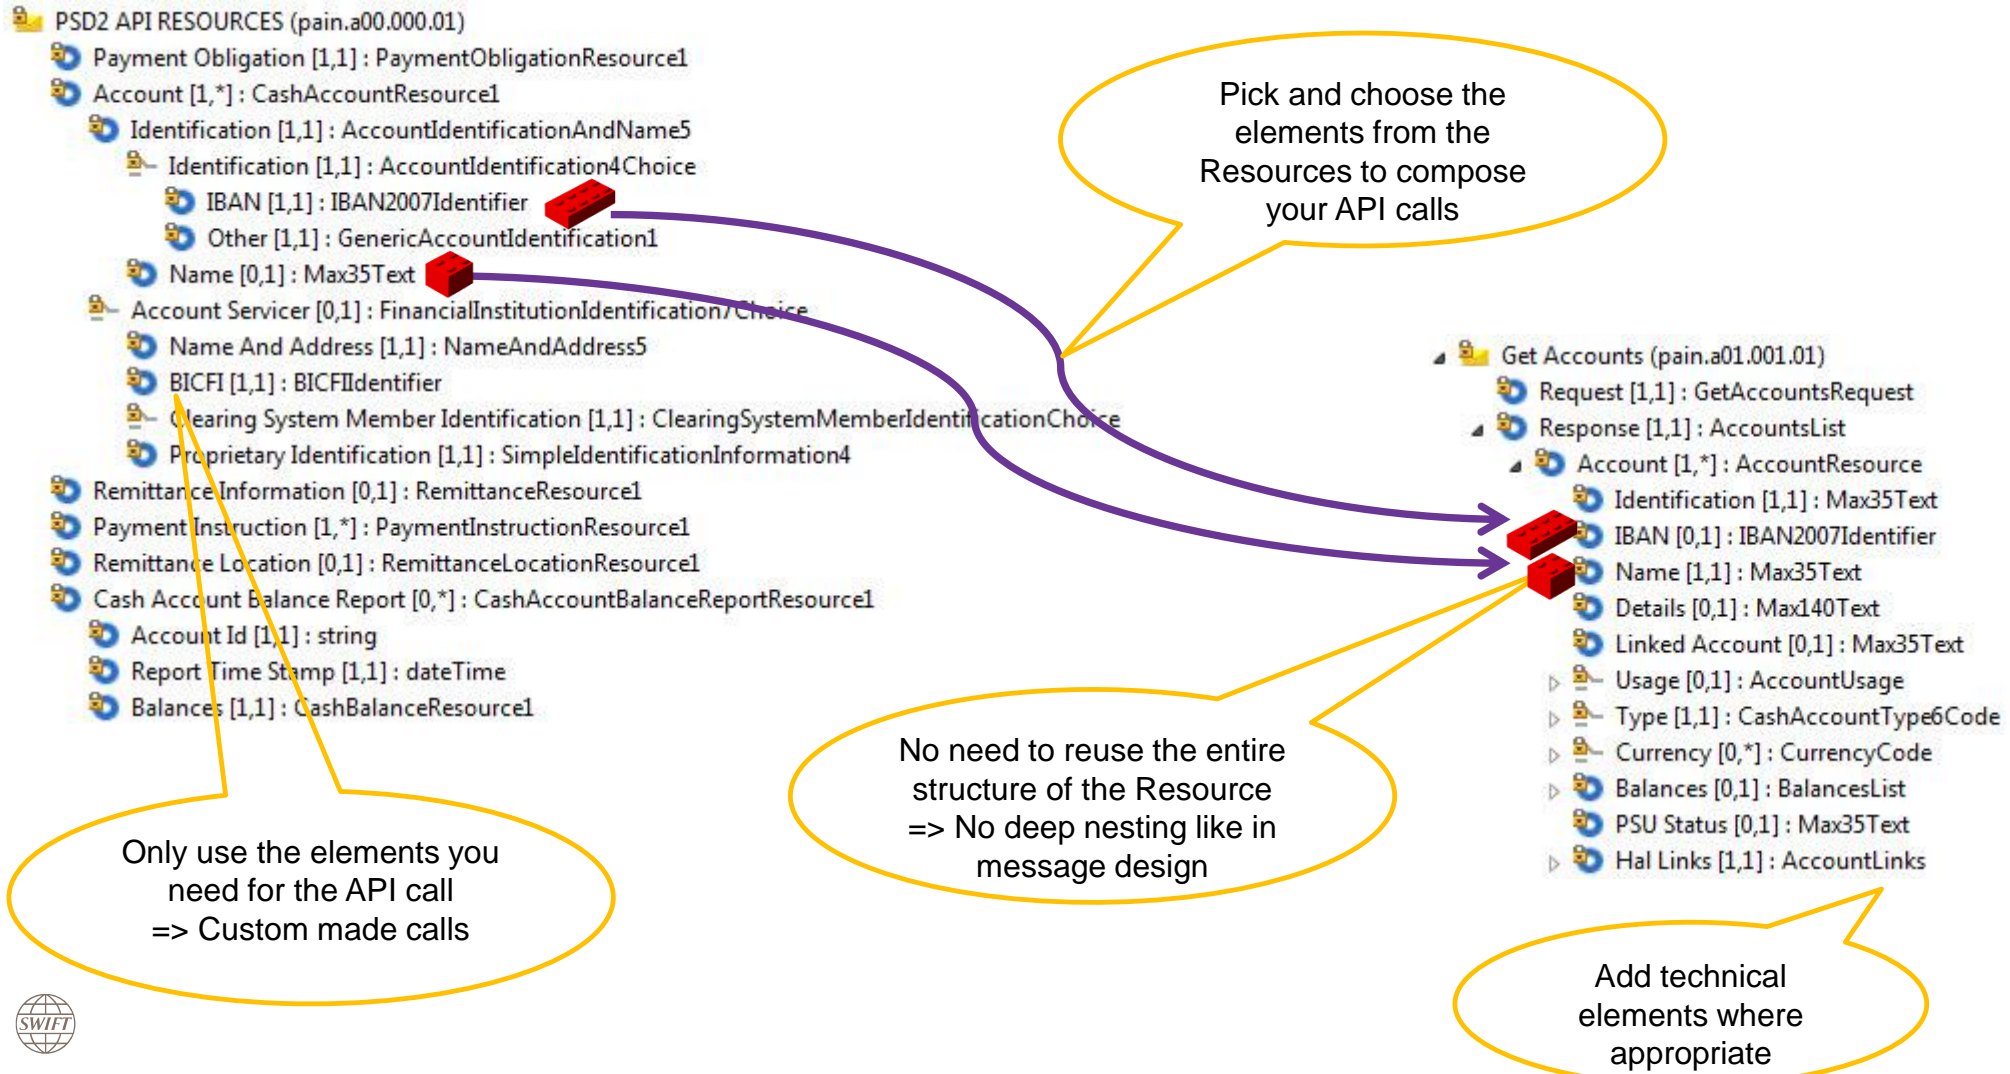 PSD2 API RESOURCES (pain.a00.000.01)
Payment Obligation [1,1] : PaymentObligationResource1
Account [1,*] : CashAccountResource1
Identification [1,1] : AccountIdentificationAndName5
Identification [1,1] : AccountIdentification4Choice
IBAN [1,1] : IBAN2007Identifier
Other [1,1] : GenericAccountIdentification1
Name [0,1] : Max35Text
Account Servicer [0,1] : FinancialInstitutionIdentification7Choice
Name And Address [1,1] : NameAndAddress5
BICFI [1,1] : BICFIIdentifier
Clearing System Member Identification [1,1] : ClearingSystemMemberIdentificationChoice
Proprietary Identification [1,1] : SimpleIdentificationInformation4
Remittance Information [0,1] : RemittanceResource1
Payment Instruction [1,*] : PaymentInstructionResource1
Remittance Location [0,1] : RemittanceLocationResource1
Cash Account Balance Report [0,*] : CashAccountBalanceReportResource1
Account Id [1,1] : string
Report Time Stamp [1,1] : dateTime
Balances [1,1] : CashBalanceResource1
Pick and choose the
elements from the
Resources to compose
your API calls
Get Accounts (pain.a01.001.01)
Request [1,1] : GetAccountsRequest
Response [1,1] : AccountsList
Account [1,*] : AccountResource
Identification [1,1] : Max35Text
IBAN [0,1] : IBAN2007Identifier
Name [1,1] : Max35Text
Details [0,1] : Max140Text
Linked Account [0,1] : Max35Text
Usage [0,1] : AccountUsage
Type [1,1] : CashAccountType6Code
Currency [0,*] : CurrencyCode
Balances [0,1] : BalancesList
PSU Status [0,1] : Max35Text
Hal Links [1,1] : AccountLinks
No need to reuse the entire
structure of the Resource
=> No deep nesting like in
message design
Only use the elements you
need for the API call
=> Custom made calls
Add technical
elements where
appropriate
SWIFT